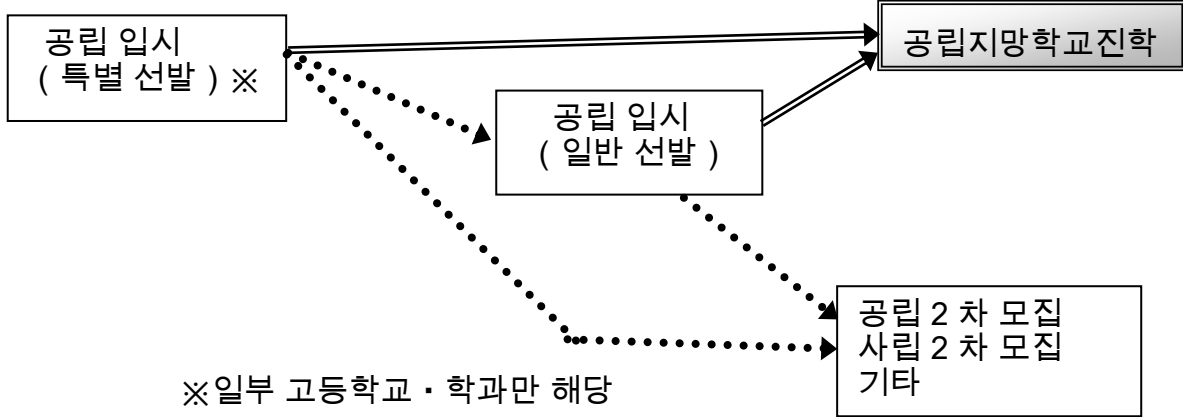 공립 입시
( 특별 선발 ) ※
공립지망학교진학
공립 입시
( 일반 선발 )
공립 2 차 모집
사립 2 차 모집
기타
※일부 고등학교・학과만 해당